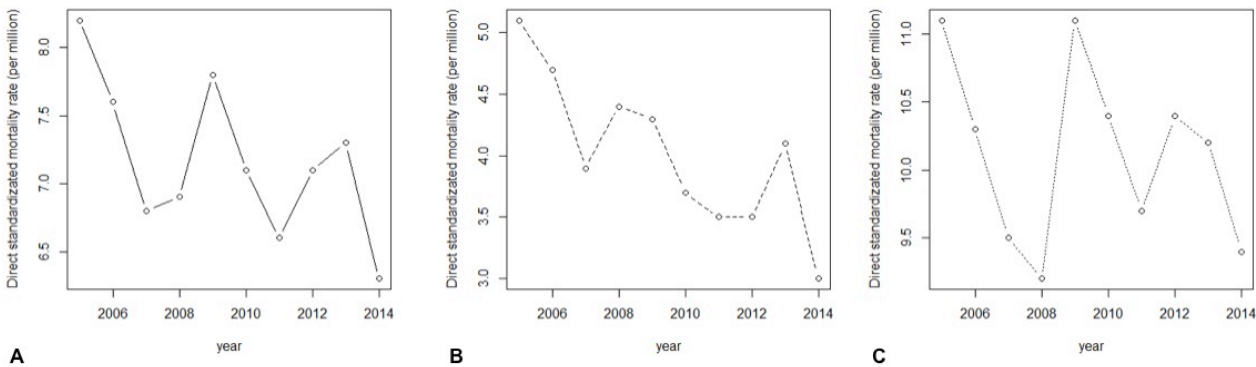 Direct standardizated mortality rate (per million)
8.0
7.5
7.0
6.5
2006 2008 2010 2012 2014
year
A
Direct standardizated mortality rate (per million)
5.0
4.5
4.0
3.5
3.0
2006 2008 2010 2012 2014
year
B
Direct standardizated mortality rate (per million)
11.0
10.5
10.0
9.5
2006 2008 2010 2012 2014
year
C